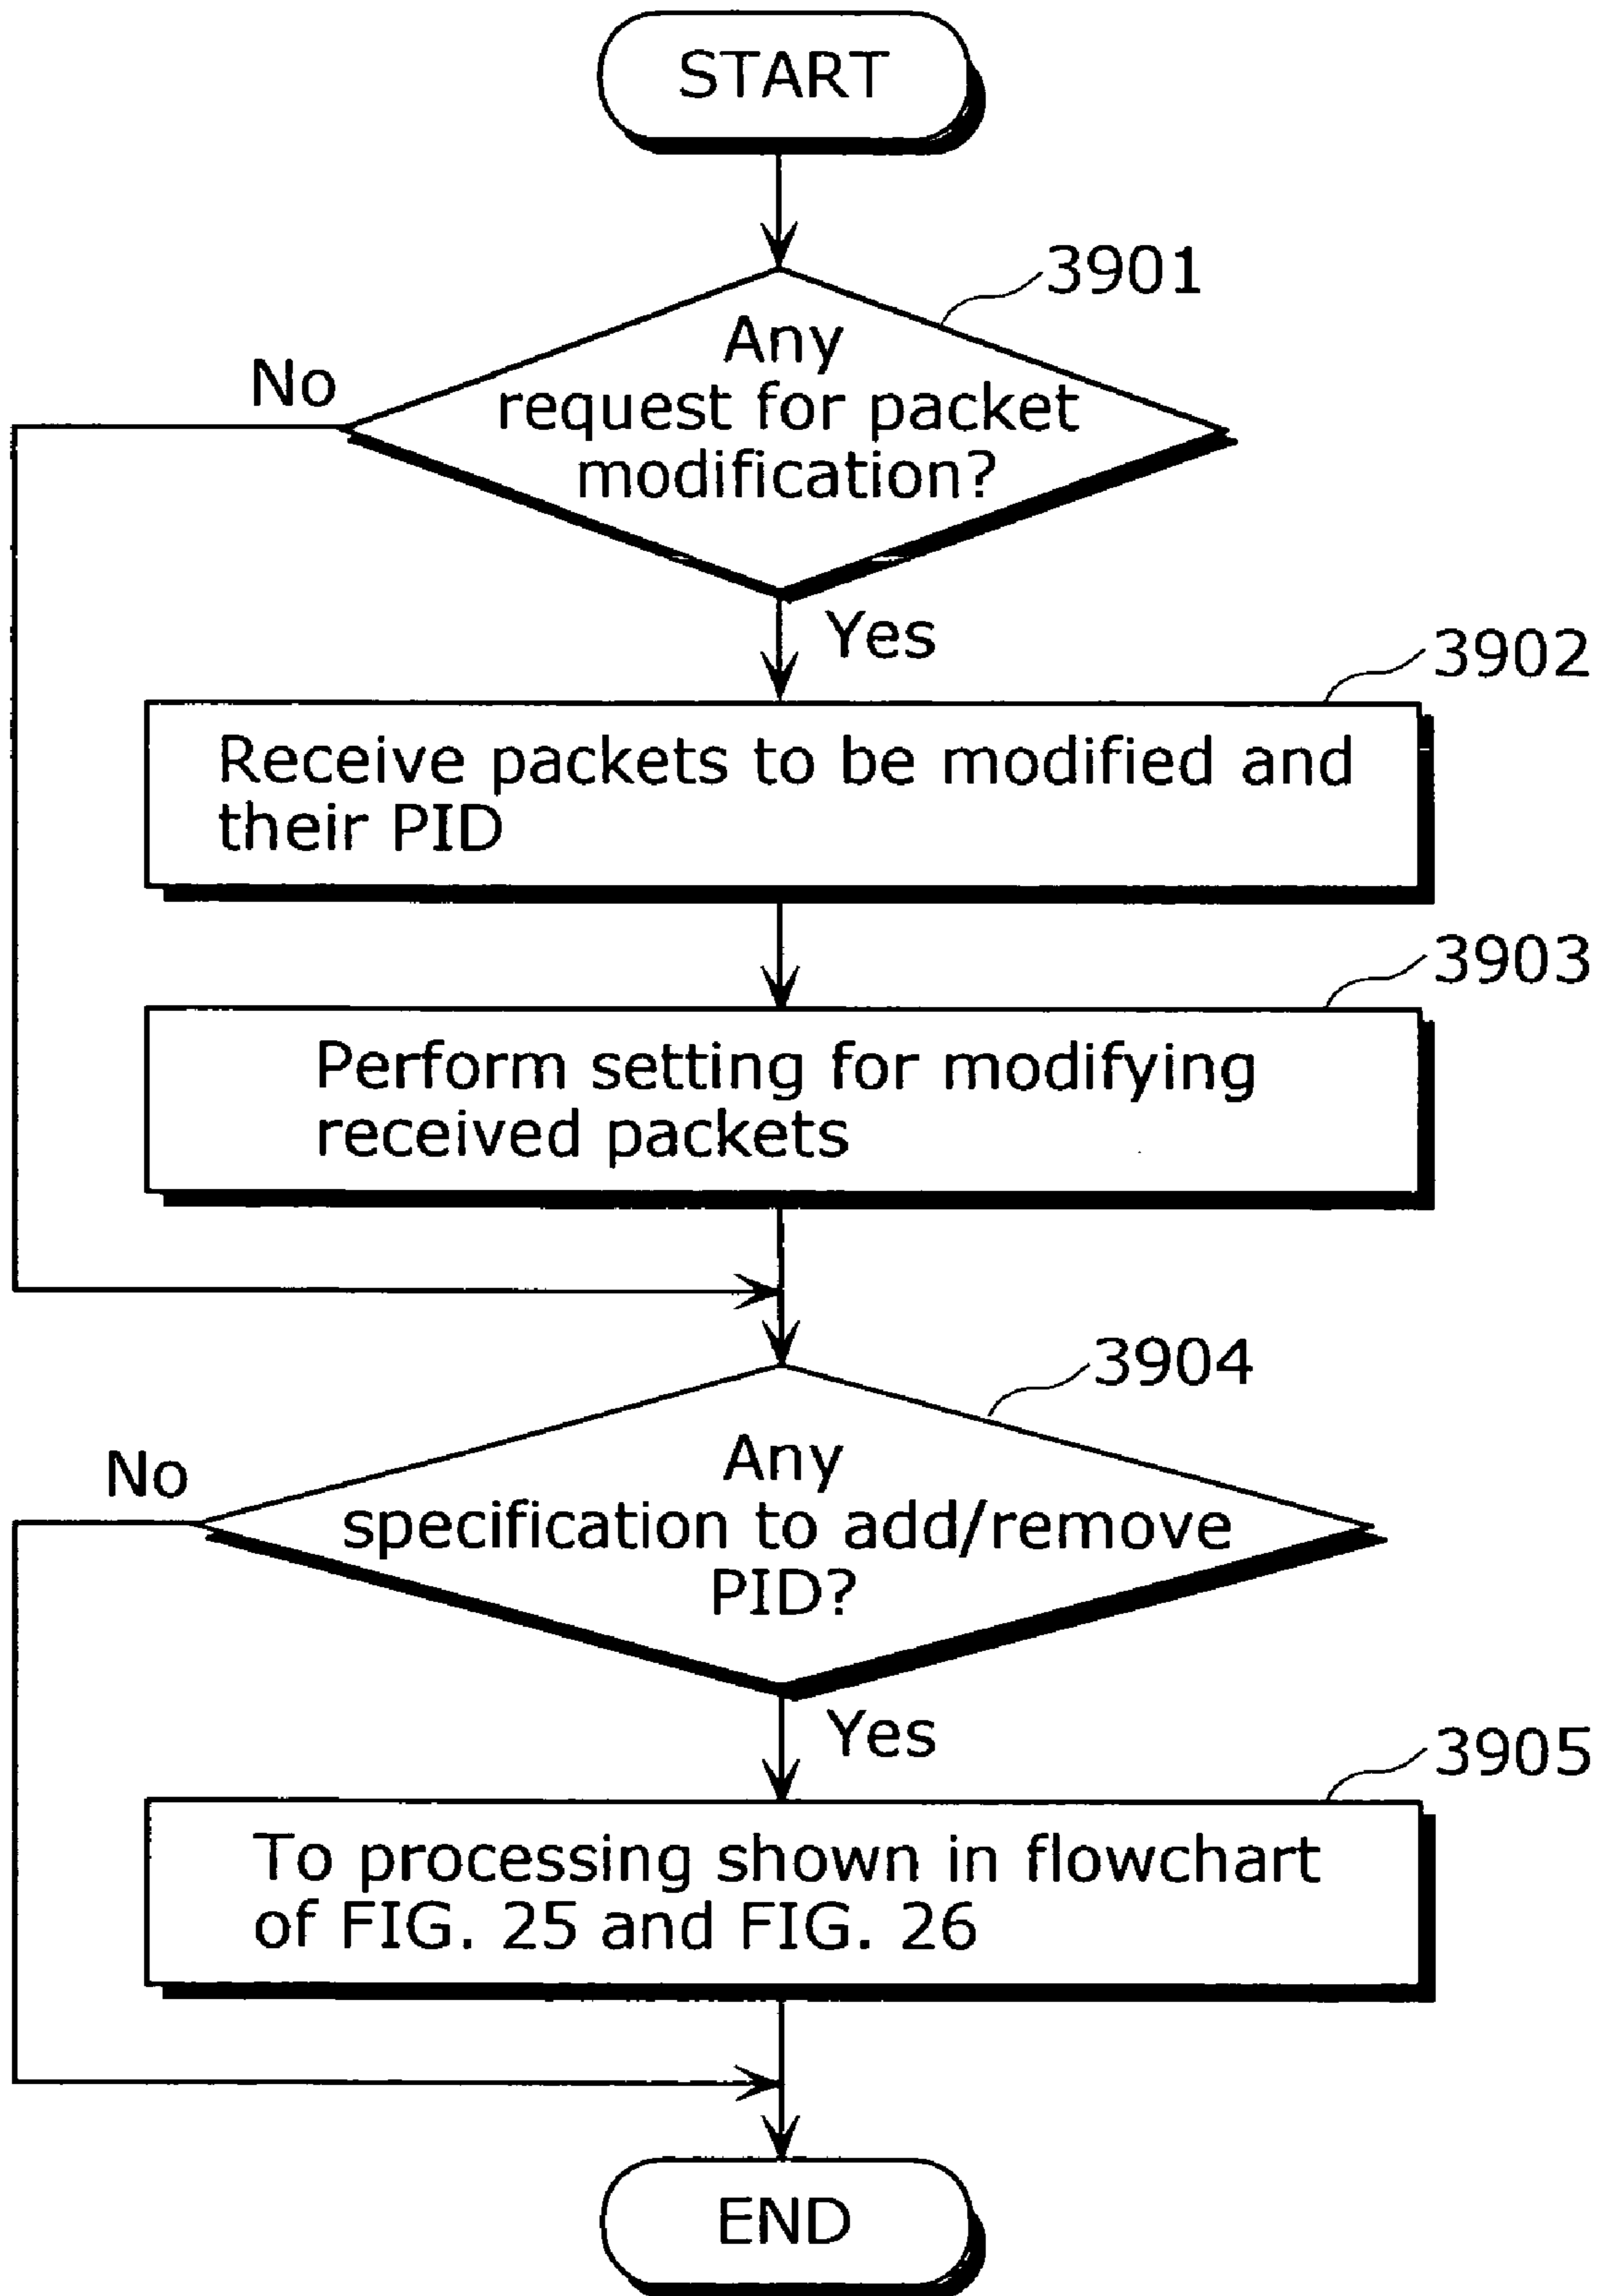 START
3901
Any
request for packet
modification?
No
Yes
3902
Receive packets to be modified and
their PID
3903
Perform setting for modifying
received packets
3904
Any
specification to add/remove
PID?
No
Yes
3905
To processing shown in flowchart
of FIG. 25 and FIG. 26
END